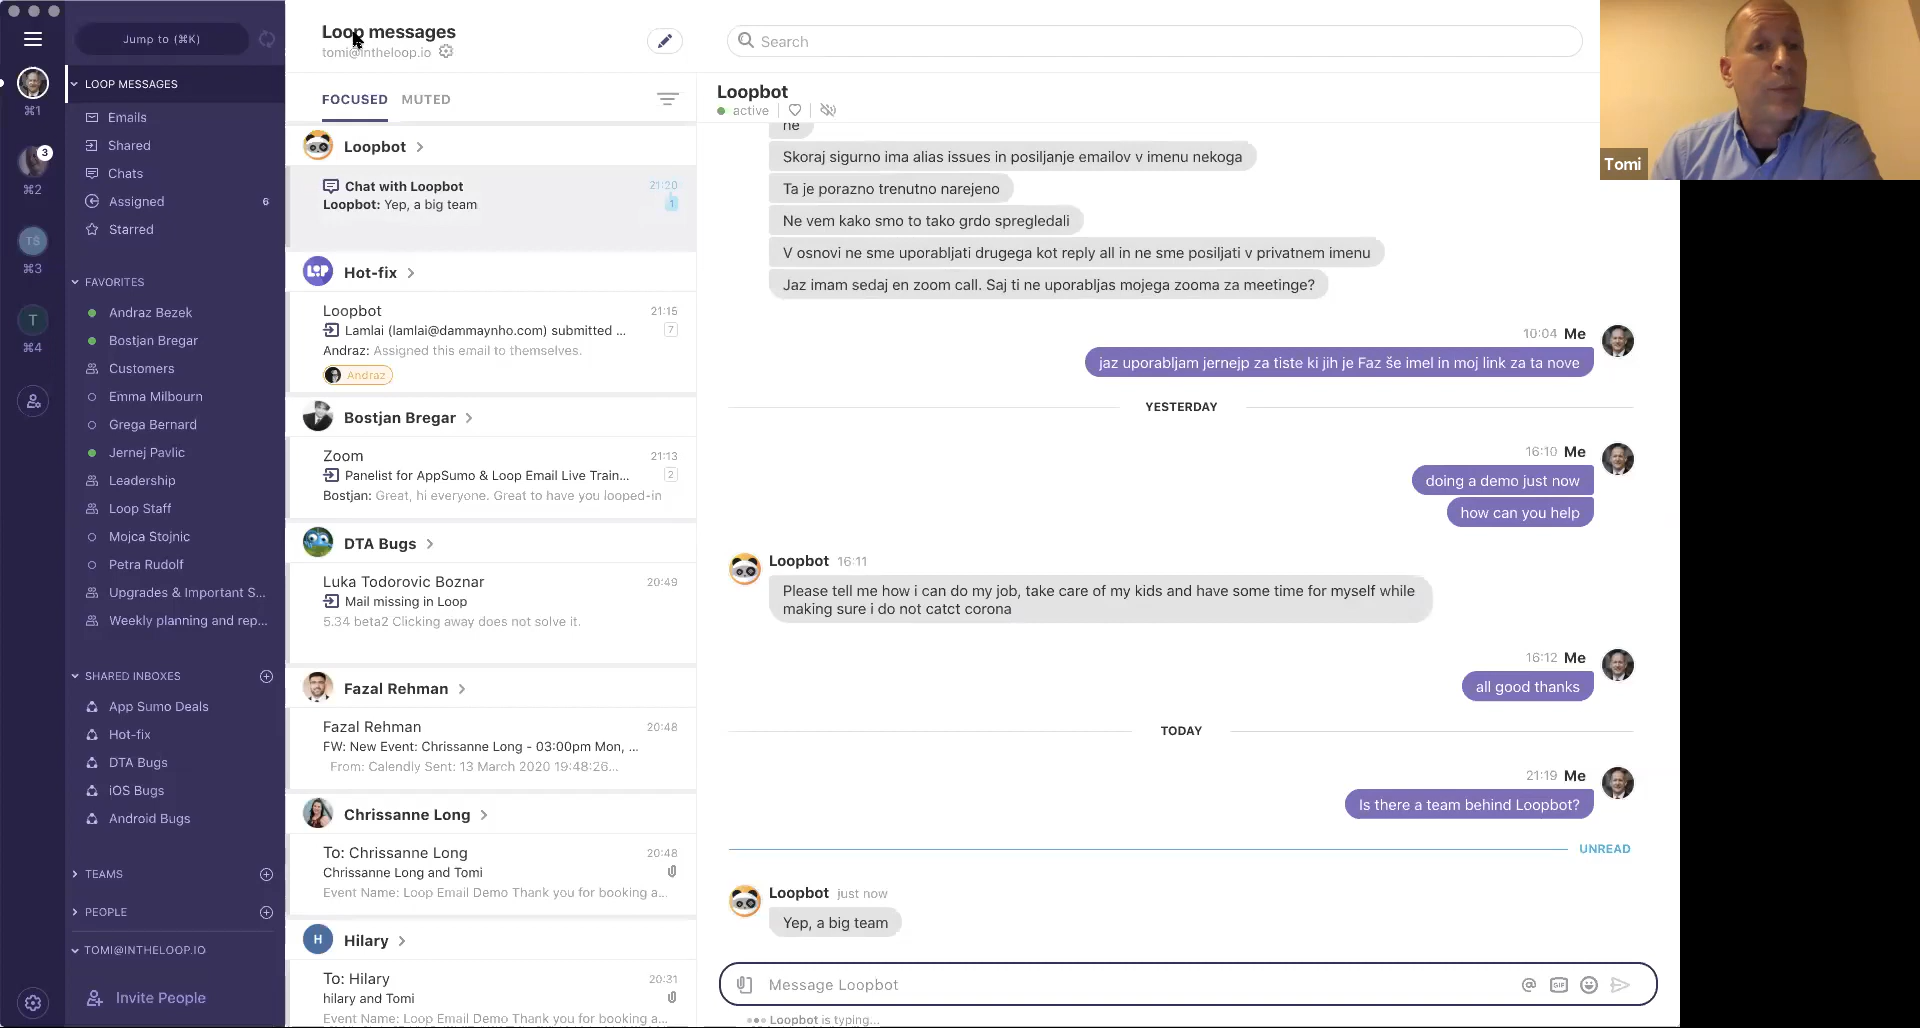 Jump to (⌘K)
⌘1
3
⌘2
TŠ
⌘3
T
⌘4
LOOP MESSAGES
Emails
Shared
Chats
Assigned 6
Starred
FAVORITES
Andraz Bezek
Bostjan Bregar
Customers
Emma Milbourn
Grega Bernard
Jernej Pavlic
Leadership
Loop Staff
Mojca Stojnic
Petra Rudolf
Upgrades & Important S...
Weekly planning and rep...
SHARED INBOXES
App Sumo Deals
Hot-fix
DTA Bugs
iOS Bugs
Android Bugs
TEAMS
PEOPLE
TOMI@INTHELOOP.IO
Invite People
Loop messages
tomi@intheloop.io
FOCUSED MUTED
Loopbot
Chat with Loopbot 21:20
Loopbot: Yep, a big team 1
LOOP Hot-fix
Loopbot 21:15
Lamlai (lamlai@dammaynho.com) submitted ... 7
Andraz: Assigned this email to themselves.
Andraz
Bostjan Bregar
Zoom 21:13
Panelist for AppSumo & Loop Email Live Train... 2
Bostjan: Great, hi everyone. Great to have you looped-in
DTA Bugs
Luka Todorovic Boznar 20:49
Mail missing in Loop
5.34 beta2 Clicking away does not solve it.
Fazal Rehman
Fazal Rehman 20:48
FW: New Event: Chrissanne Long - 03:00pm Mon, ...
From: Calendly Sent: 13 March 2020 19:48:26...
Chrissanne Long
To: Chrissanne Long 20:48
Chrissanne Long and Tomi
Event Name: Loop Email Demo Thank you for booking a...
H Hilary
To: Hilary 20:31
hilary and Tomi
Event Name: Loop Email Demo Thank you for booking a...
Search
Loopbot
active
ne
Skoraj sigurno ima alias issues in posiljanje emailov v imenu nekoga
Ta je porazno trenutno narejeno
Ne vem kako smo to tako grdo spregledali
V osnovi ne sme uporabljati drugega kot reply all in ne sme posiljati v privatnem imenu
Jaz imam sedaj en zoom call. Saj ti ne uporabljas mojega zooma za meetinge?
10:04 Me
jaz uporabljam jernejp za tiste ki jih je Faz še imel in moj link za ta nove
YESTERDAY
16:10 Me
doing a demo just now
how can you help
Loopbot 16:11
Please tell me how i can do my job, take care of my kids and have some time for myself while
making sure i do not catct corona
16:12 Me
all good thanks
TODAY
21:19 Me
Is there a team behind Loopbot?
UNREAD
Loopbot just now
Yep, a big team
Message Loopbot
@ GIF
Loopbot is typing...
Tomi